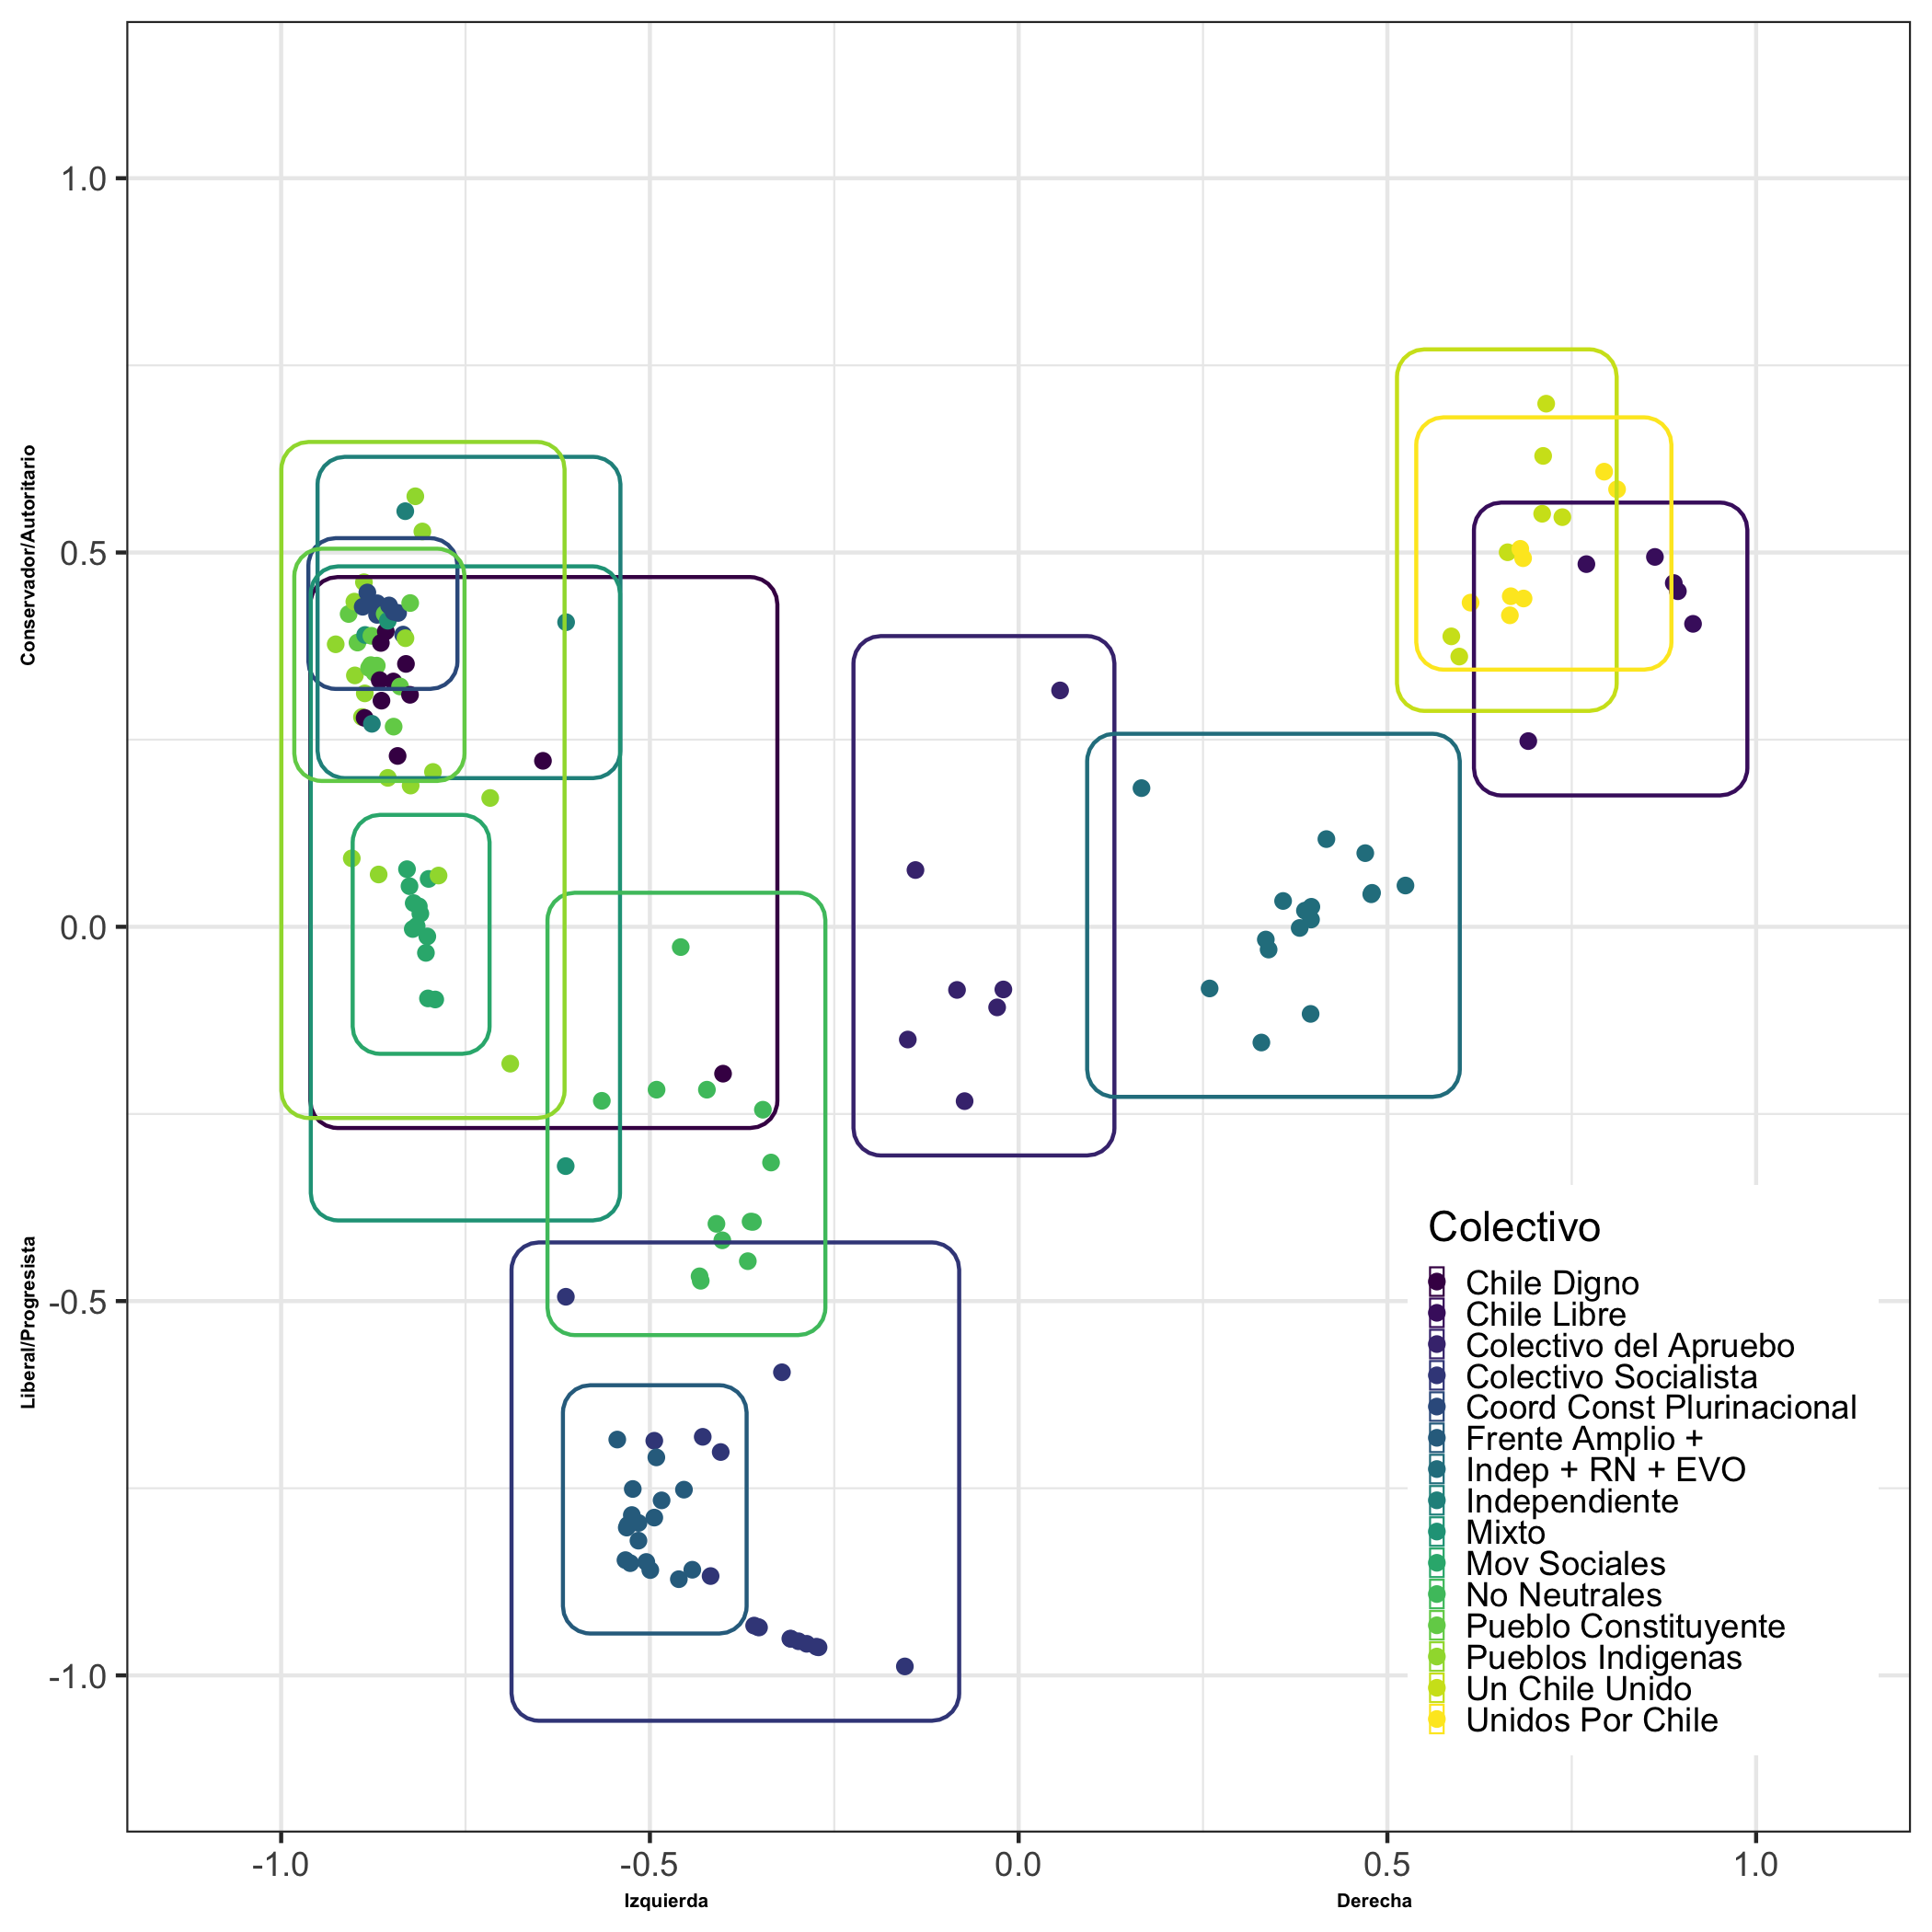 Conservador/Autoritario
Liberal/Progresista
1.0
0.5
0.0
-0.5
-1.0
-1.0
-0.5
0.0
0.5
1.0
Izquierda
Derecha
Colectivo
Chile Digno
Chile Libre
Colectivo del Apruebo
Colectivo Socialista
Coord Const Plurinacional
Frente Amplio +
Indep + RN + EVO
Independiente
Mixto
Mov Sociales
No Neutrales
Pueblo Constituyente
Pueblos Indigenas
Un Chile Unido
Unidos Por Chile